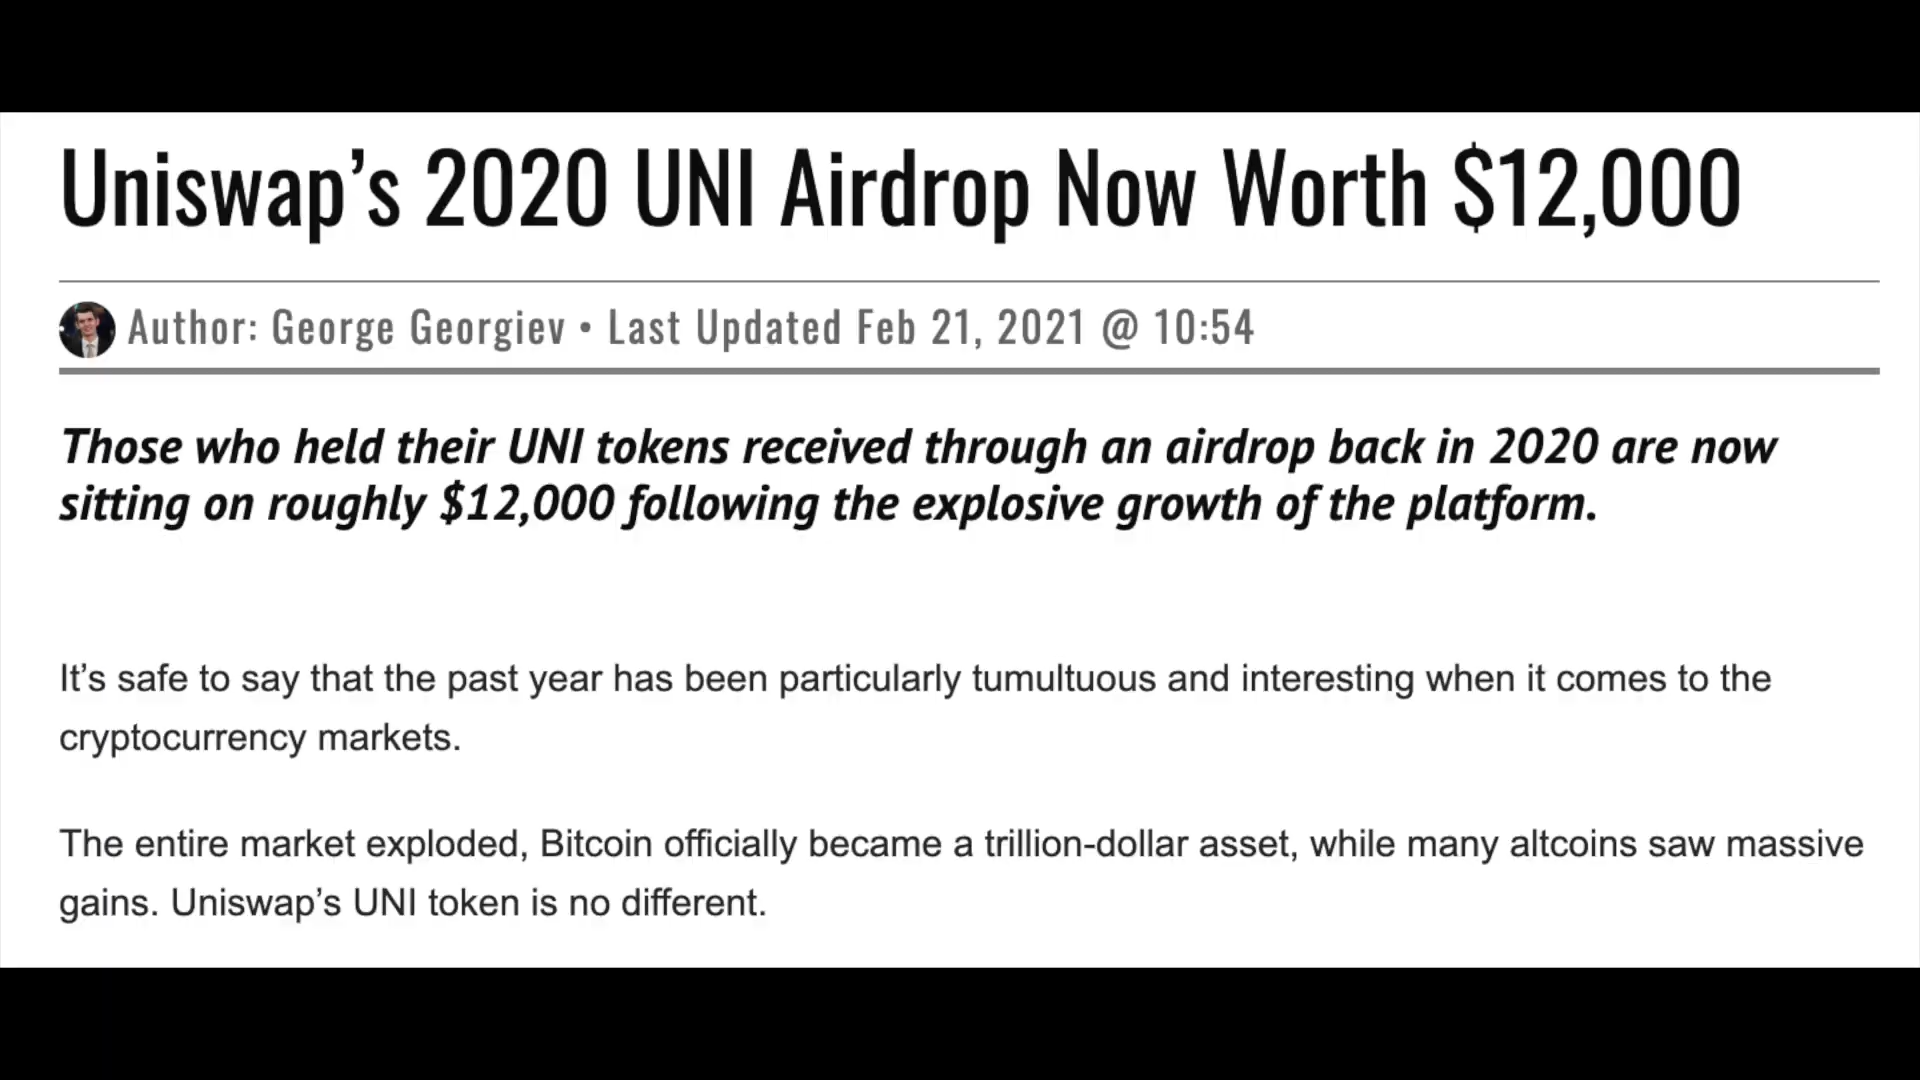 Uniswap’s 2020 UNI Airdrop Now Worth $12,000
Author: George Georgiev • Last Updated Feb 21, 2021 @ 10:54
Those who held their UNI tokens received through an airdrop back in 2020 are now
sitting on roughly $12,000 following the explosive growth of the platform.
It’s safe to say that the past year has been particularly tumultuous and interesting when it comes to the
cryptocurrency markets.
The entire market exploded, Bitcoin officially became a trillion-dollar asset, while many altcoins saw massive
gains. Uniswap’s UNI token is no different.